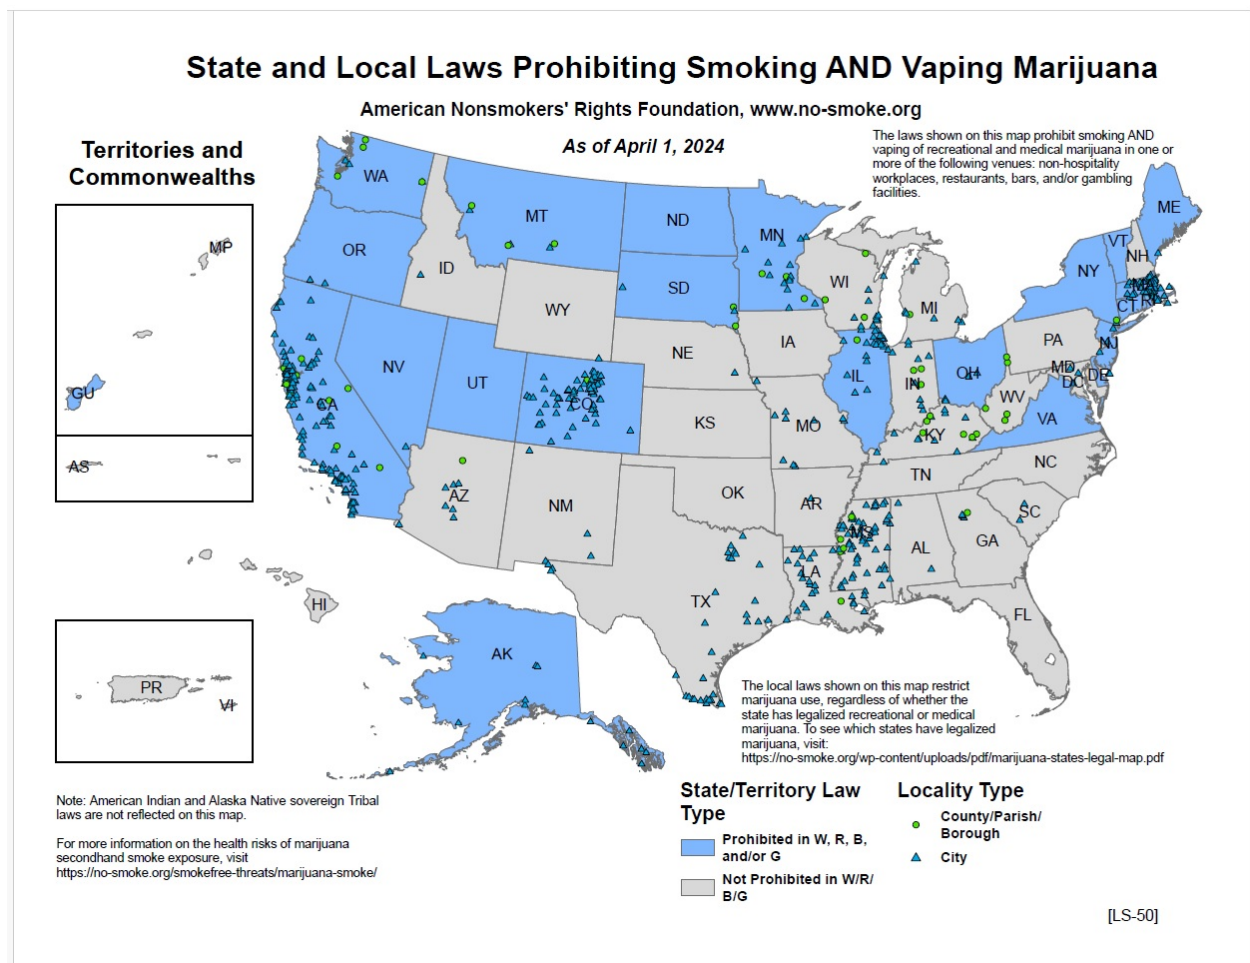 State and Local Laws Prohibiting Smoking AND Vaping Marijuana
American Nonsmokers' Rights Foundation, www.no-smoke.org
As of April 1, 2024
The laws shown on this map prohibit smoking AND
vaping of recreational and medical marijuana in one or
more of the following venues: non-hospitality
workplaces, restaurants, bars, and/or gambling
facilities.
Territories and
Commonwealths
MP
GU
AS
HI
PR
VI
WA
OR
ID
MT
ND
SD
MN
WI
MI
WY
NE
IA
NV
UT
CO
CA
KS
MO
IL
IN
OH
PA
NY
VT
NH
ME
MA
CT
RI
NJ
MD
DE
DC
WV
VA
KY
TN
NC
SC
AZ
NM
OK
AR
TX
LA
MS
AL
GA
FL
AK
The local laws shown on this map restrict
marijuana use, regardless of whether the
state has legalized recreational or medical
marijuana. To see which states have legalized
marijuana, visit:
https://no-smoke.org/wp-content/uploads/pdf/marijuana-states-legal-map.pdf
Note: American Indian and Alaska Native sovereign Tribal
laws are not reflected on this map.
For more information on the health risks of marijuana
secondhand smoke exposure, visit
https://no-smoke.org/smokefree-threats/marijuana-smoke/
State/Territory Law
Type
Prohibited in W, R, B,
and/or G
Not Prohibited in W/R/
B/G
Locality Type
County/Parish/
Borough
City
[LS-50]